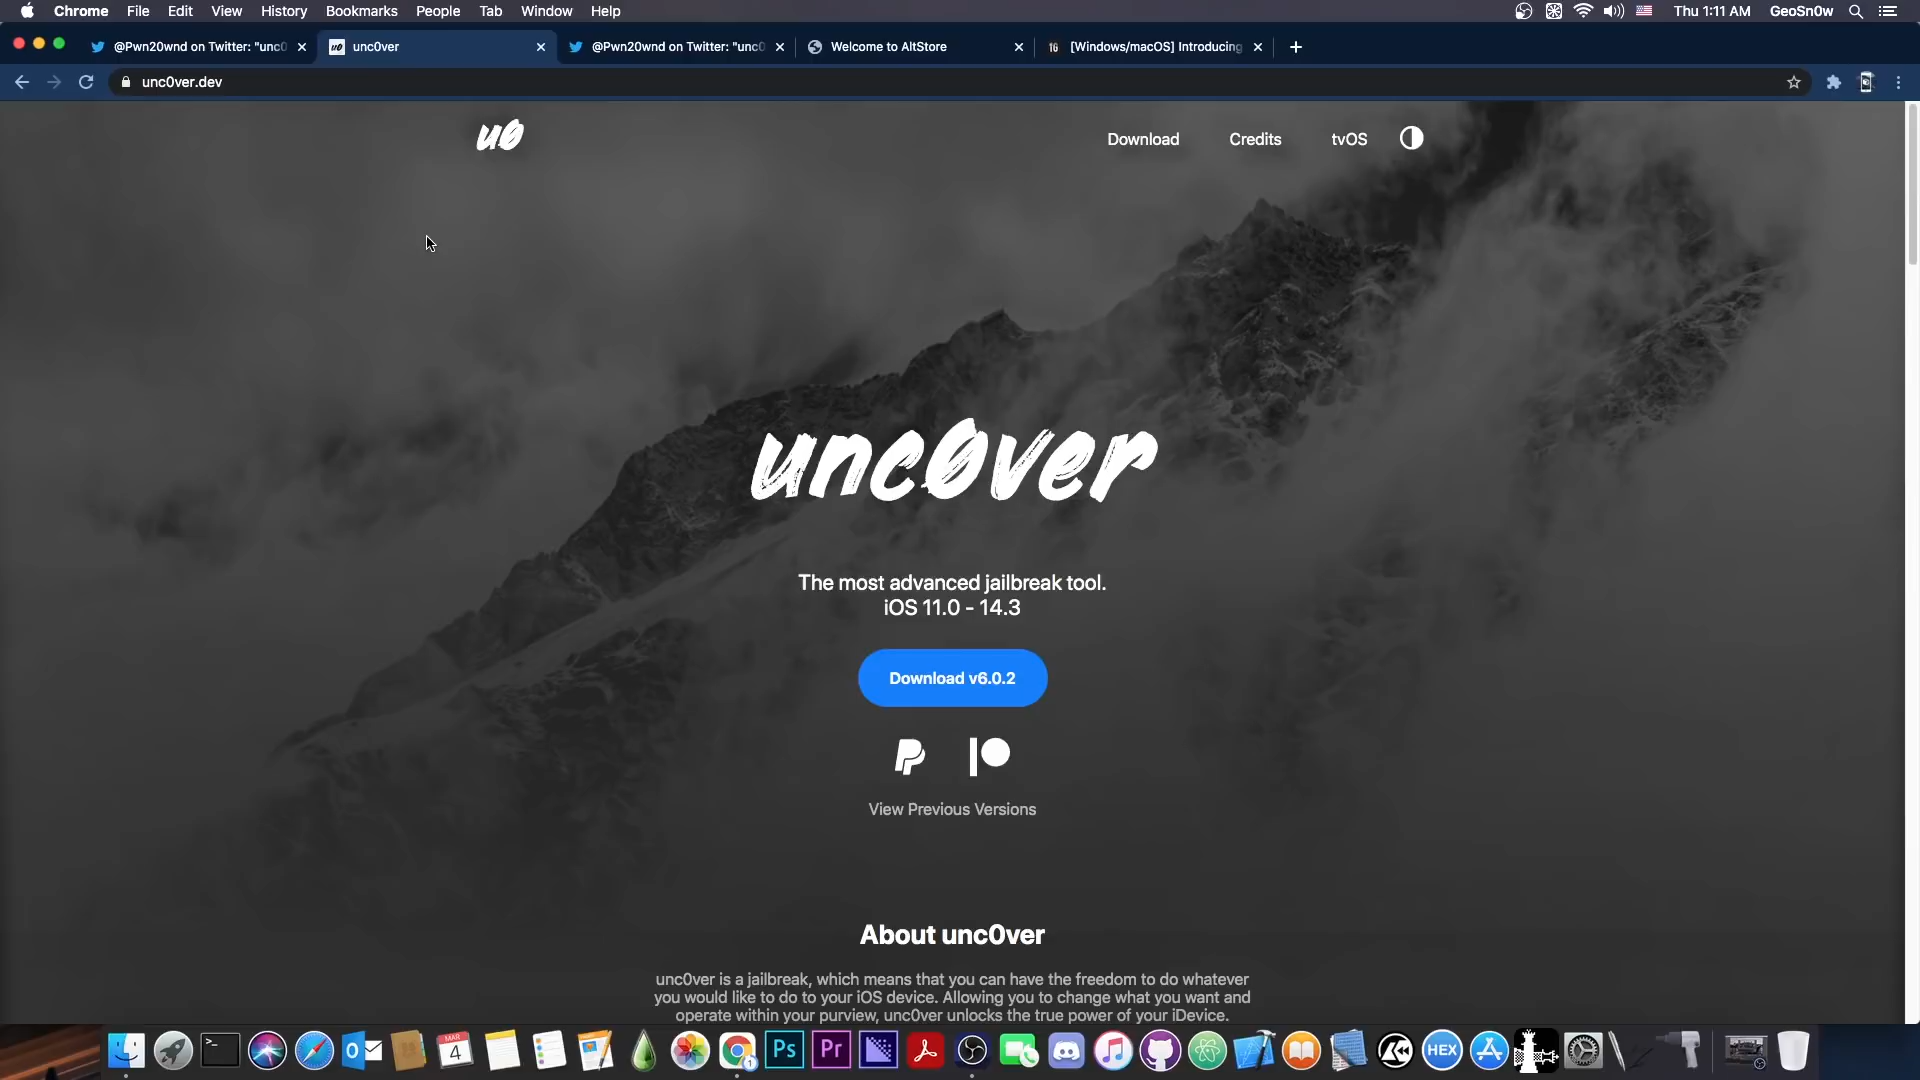 Chrome File Edit View History Bookmarks People Tab Window Help Thu 1:11 AM GeoSn0w
@Pwn20wnd on Twitter: "unc0 unc0ver @Pwn20wnd on Twitter: "unc0 Welcome to AltStore [Windows/macOS] Introducing
unc0ver.dev
u0 Download Credits tvOS
unc0ver
The most advanced jailbreak tool.
iOS 11.0 - 14.3
Download v6.0.2
View Previous Versions
About unc0ver
unc0ver is a jailbreak, which means that you can have the freedom to do whatever
you would like to do to your iOS device. Allowing you to change what you want and
operate within your purview, unc0ver unlocks the true power of your iDevice.
MAR
4 Ps Pr HEX